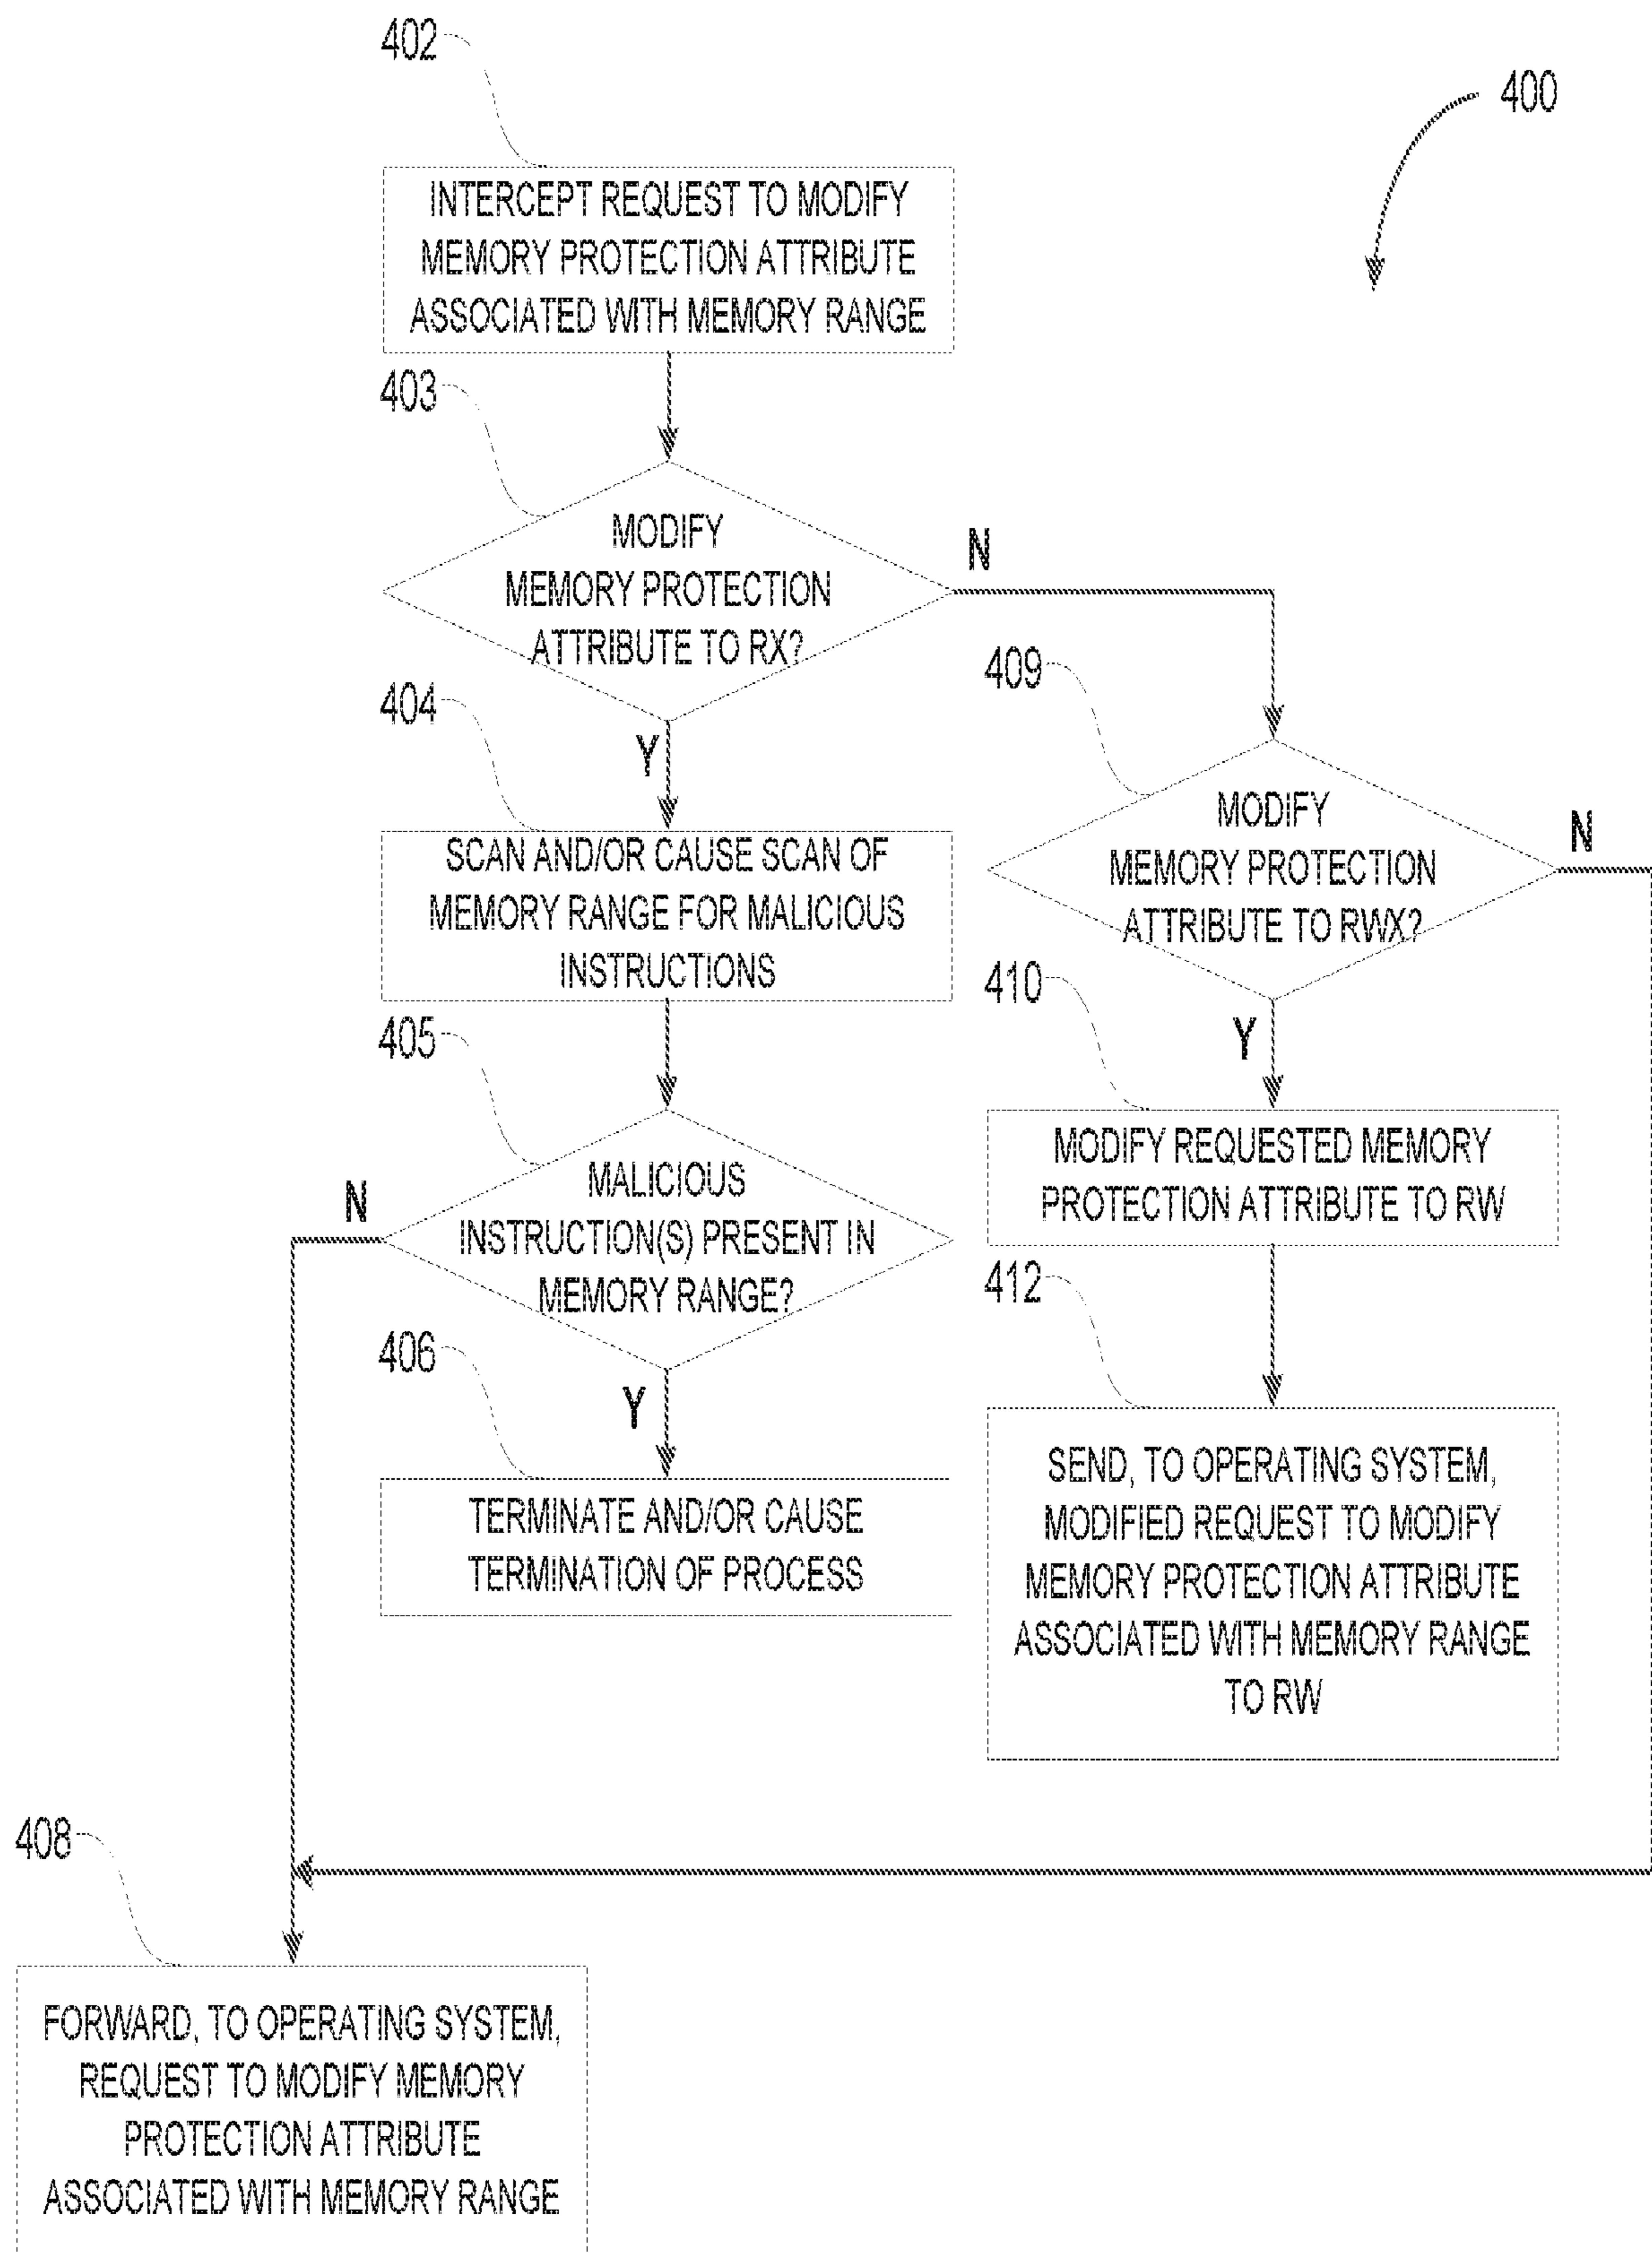 402
400
INTERCEPT REQUEST TO MODIFY
MEMORY PROTECTION ATTRIBUTE
ASSOCIATED WITH MEMORY RANGE
403
MODIFY
MEMORY PROTECTION
ATTRIBUTE TO RX?
N
Y
404
SCAN AND/OR CAUSE SCAN OF
MEMORY RANGE FOR MALICIOUS
INSTRUCTIONS
409
MODIFY
MEMORY PROTECTION
ATTRIBUTE TO RWX?
N
Y
405
MALICIOUS
INSTRUCTION(S) PRESENT IN
MEMORY RANGE?
N
Y
410
MODIFY REQUESTED MEMORY
PROTECTION ATTRIBUTE TO RW
406
TERMINATE AND/OR CAUSE
TERMINATION OF PROCESS
412
SEND, TO OPERATING SYSTEM,
MODIFIED REQUEST TO MODIFY
MEMORY PROTECTION ATTRIBUTE
ASSOCIATED WITH MEMORY RANGE
TO RW
408
FORWARD, TO OPERATING SYSTEM,
REQUEST TO MODIFY MEMORY
PROTECTION ATTRIBUTE
ASSOCIATED WITH MEMORY RANGE